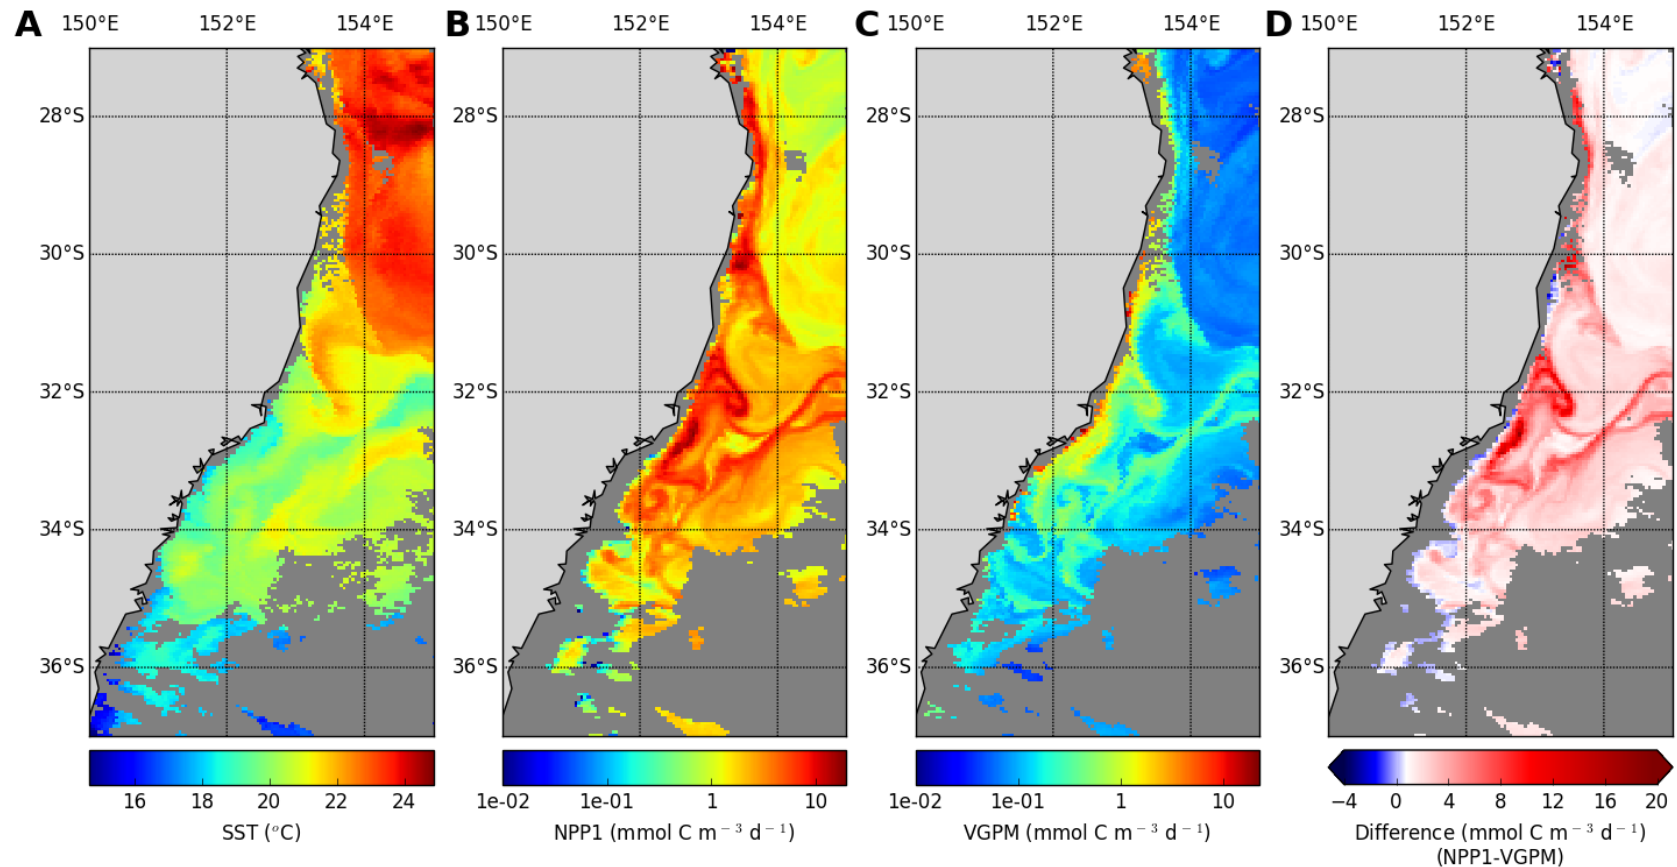 A 150°E 152°E 154°E B 150°E 152°E 154°E C 150°E 152°E 154°E D 150°E 152°E 154°E
28°S 28°S 28°S 28°S
30°S 30°S 30°S 30°S
32°S 32°S 32°S 32°S
34°S 34°S 34°S 34°S
36°S 36°S 36°S 36°S
16 18 20 22 24 1e-02 1e-01 1 10 1e-02 1e-01 1 10 −4 0 4 8 12 16 20
SST (°C) NPP1 (mmol C m⁻³ d⁻¹) VGPM (mmol C m⁻³ d⁻¹) Difference (mmol C m⁻³ d⁻¹)
(NPP1-VGPM)